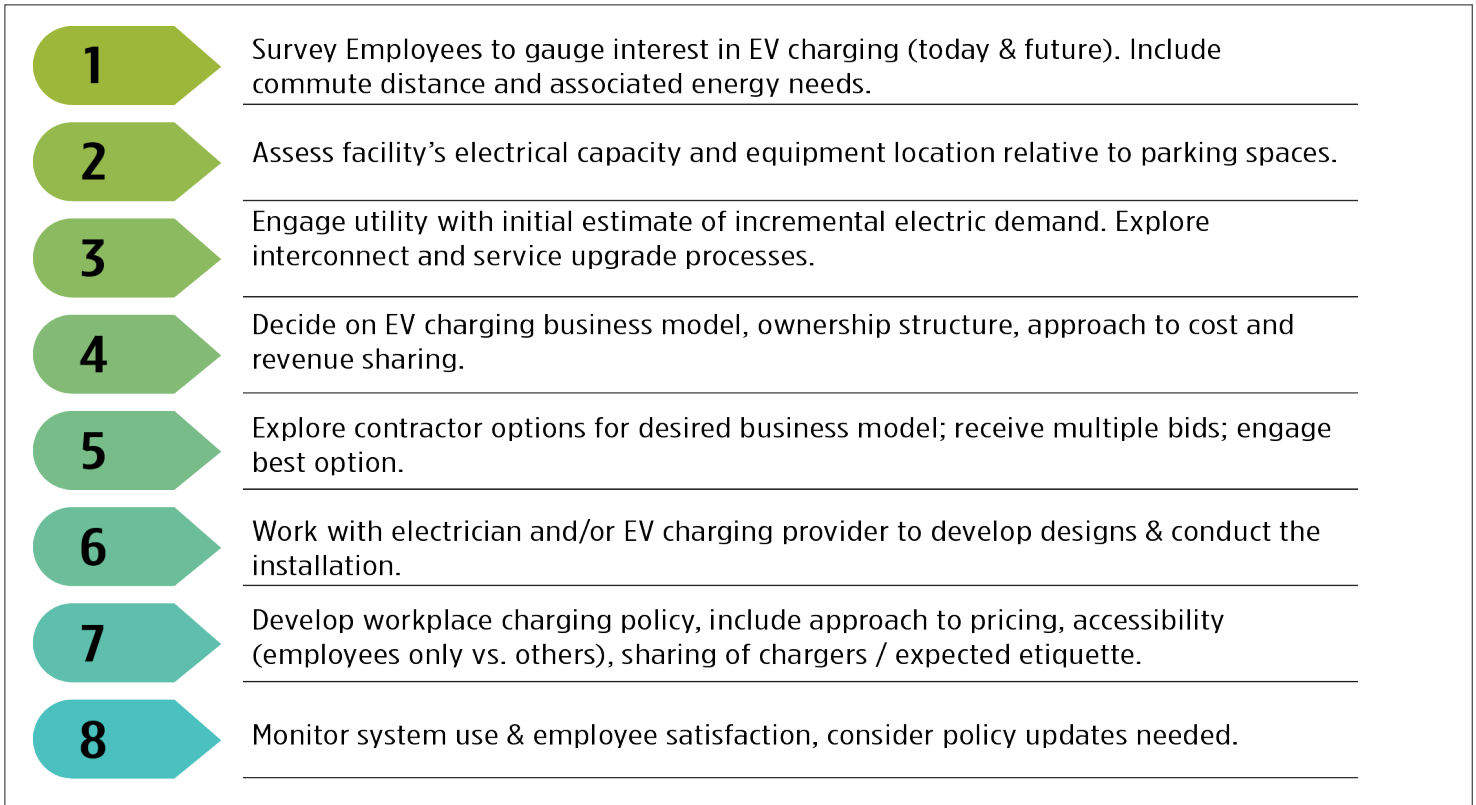 1
Survey Employees to gauge interest in EV charging (today & future). Include
commute distance and associated energy needs.
2
Assess facility's electrical capacity and equipment location relative to parking spaces.
3
Engage utility with initial estimate of incremental electric demand. Explore
interconnect and service upgrade processes.
4
Decide on EV charging business model, ownership structure, approach to cost and
revenue sharing.
5
Explore contractor options for desired business model; receive multiple bids; engage
best option.
6
Work with electrician and/or EV charging provider to develop designs & conduct the
installation.
7
Develop workplace charging policy, include approach to pricing, accessibility
(employees only vs. others), sharing of chargers / expected etiquette.
8
Monitor system use & employee satisfaction, consider policy updates needed.